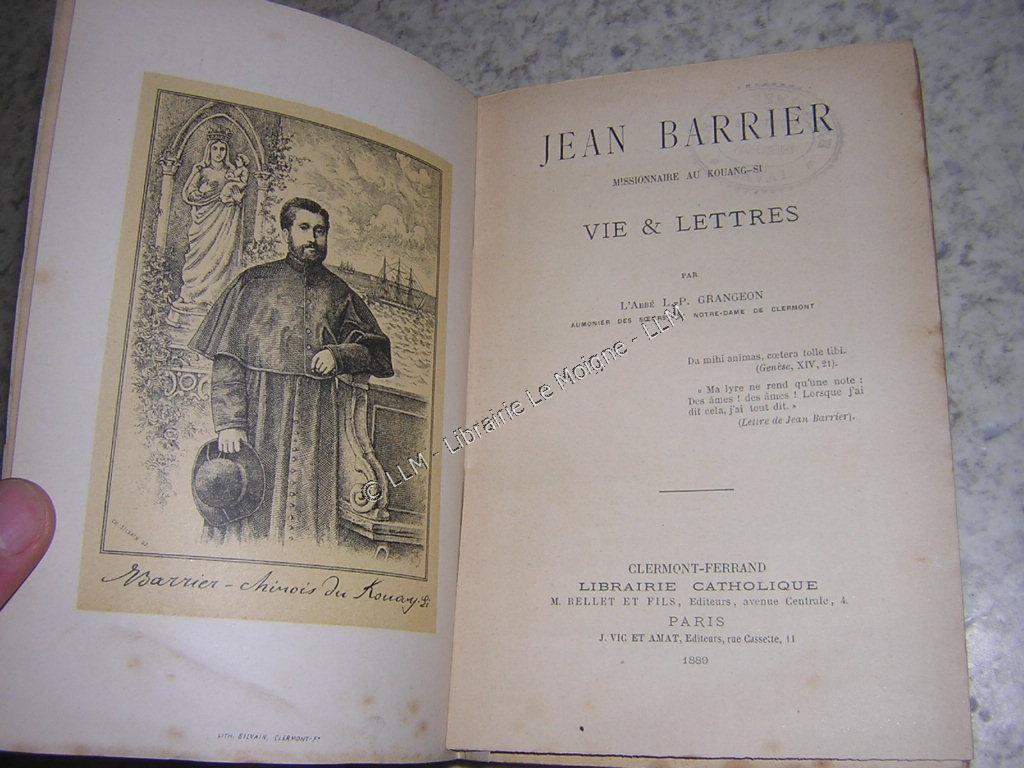 Barrier - chinois du Kouang-Si
LITH. SILVAIN, CLERMONT-Fᵈ
JEAN BARRIER
MISSIONNAIRE AU KOUANG-SI
VIE & LETTRES
PAR
L'ABBÉ L.-P. GRANGEON
AUMONIER DES SŒURS NOTRE-DAME DE CLERMONT
Da mihi animas, cœtera tolle tibi.
(Genèse, XIV, 21).
« Ma lyre ne rend qu'une note :
Des âmes ! des âmes ! Lorsque j'ai
dit cela, j'ai tout dit. »
(Lettre de Jean Barrier).
CLERMONT-FERRAND
LIBRAIRIE CATHOLIQUE
M. BELLET ET FILS, Editeurs, avenue Centrale, 4.
PARIS
J. VIC ET AMAT, Editeurs, rue Cassette, 11
1889
© LLM - Librairie Le Moigne - LLM